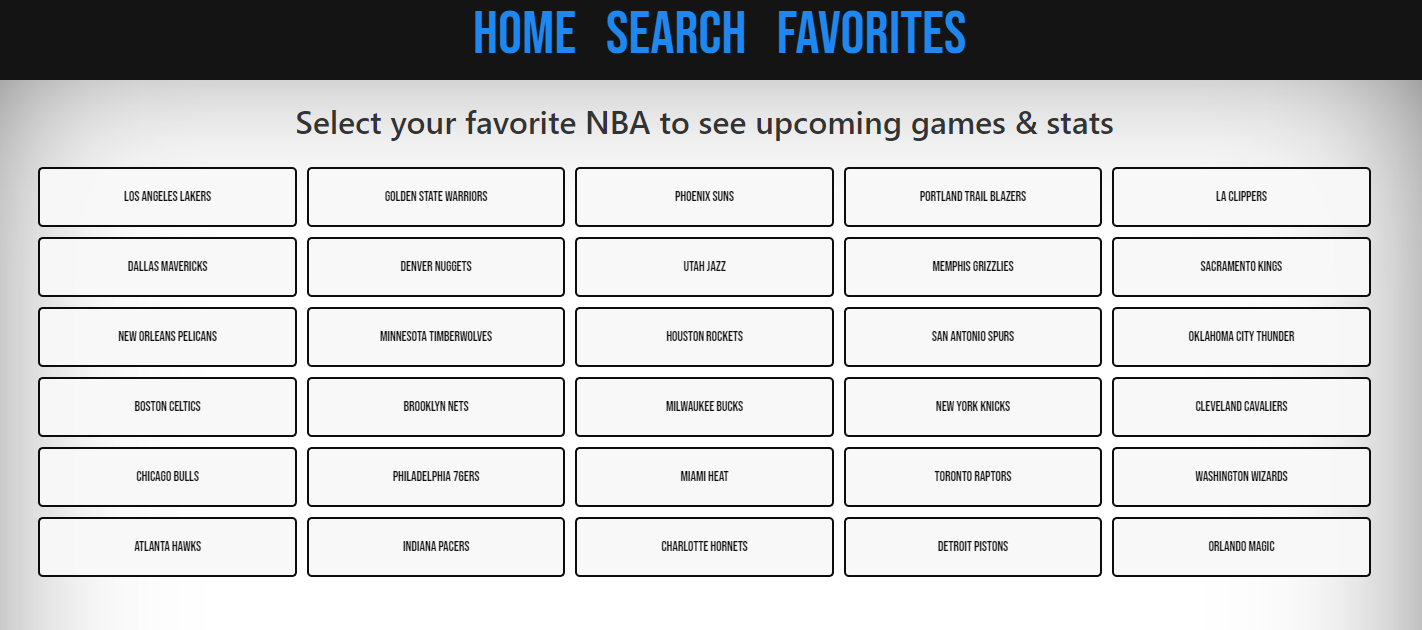 HOME SEARCH FAVORITES
Select your favorite NBA to see upcoming games & stats
LOS ANGELES LAKERS GOLDEN STATE WARRIORS PHOENIX SUNS PORTLAND TRAIL BLAZERS LA CLIPPERS
DALLAS MAVERICKS DENVER NUGGETS UTAH JAZZ MEMPHIS GRIZZLIES SACRAMENTO KINGS
NEW ORLEANS PELICANS MINNESOTA TIMBERWOLVES HOUSTON ROCKETS SAN ANTONIO SPURS OKLAHOMA CITY THUNDER
BOSTON CELTICS BROOKLYN NETS MILWAUKEE BUCKS NEW YORK KNICKS CLEVELAND CAVALIERS
CHICAGO BULLS PHILADELPHIA 76ERS MIAMI HEAT TORONTO RAPTORS WASHINGTON WIZARDS
ATLANTA HAWKS INDIANA PACERS CHARLOTTE HORNETS DETROIT PISTONS ORLANDO MAGIC